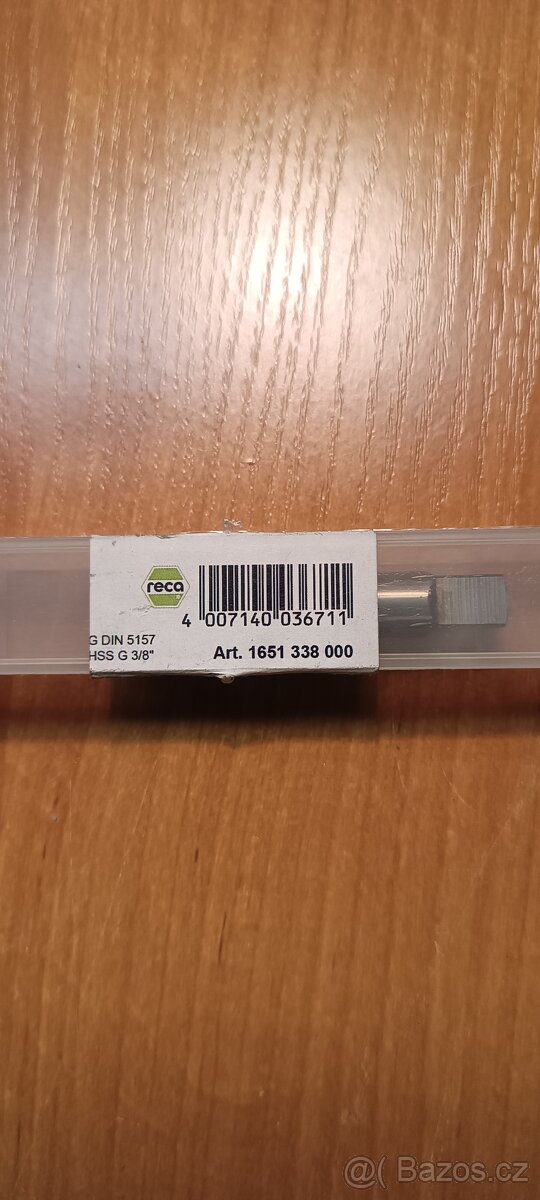 reca
4 007140 036711
G DIN 5157
HSS G 3/8"
Art. 1651 338 000
@( Bazos.cz